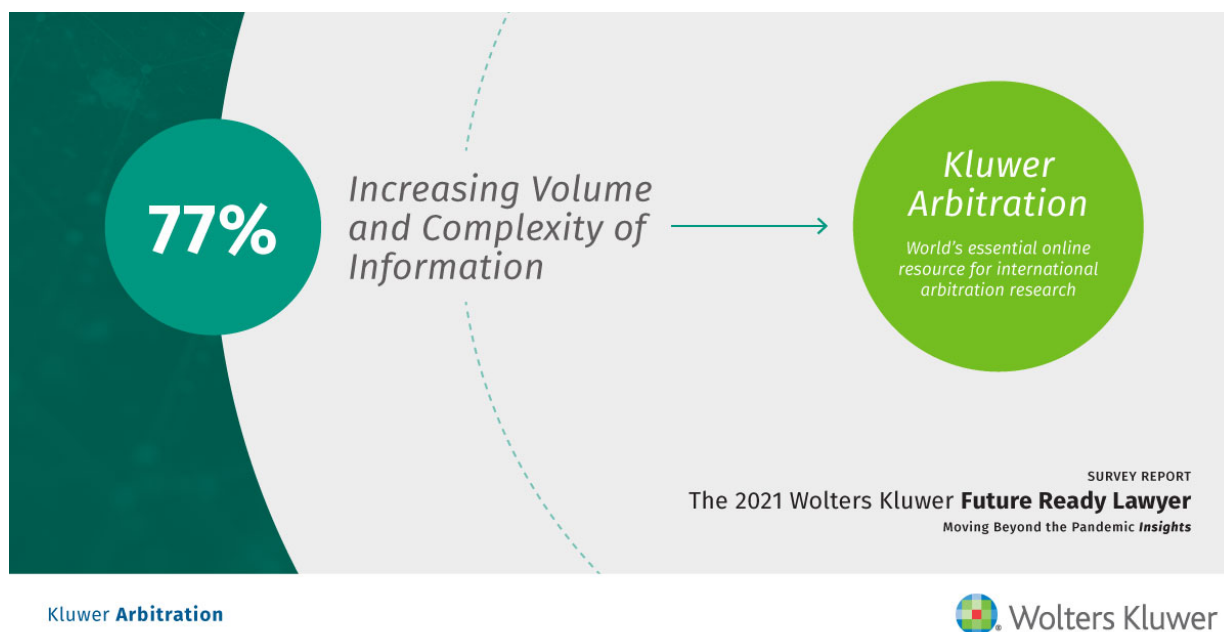 77%
Increasing Volume
and Complexity of
Information
Kluwer
Arbitration
World's essential online
resource for international
arbitration research
SURVEY REPORT
The 2021 Wolters Kluwer Future Ready Lawyer
Moving Beyond the Pandemic Insights
Kluwer Arbitration
Wolters Kluwer